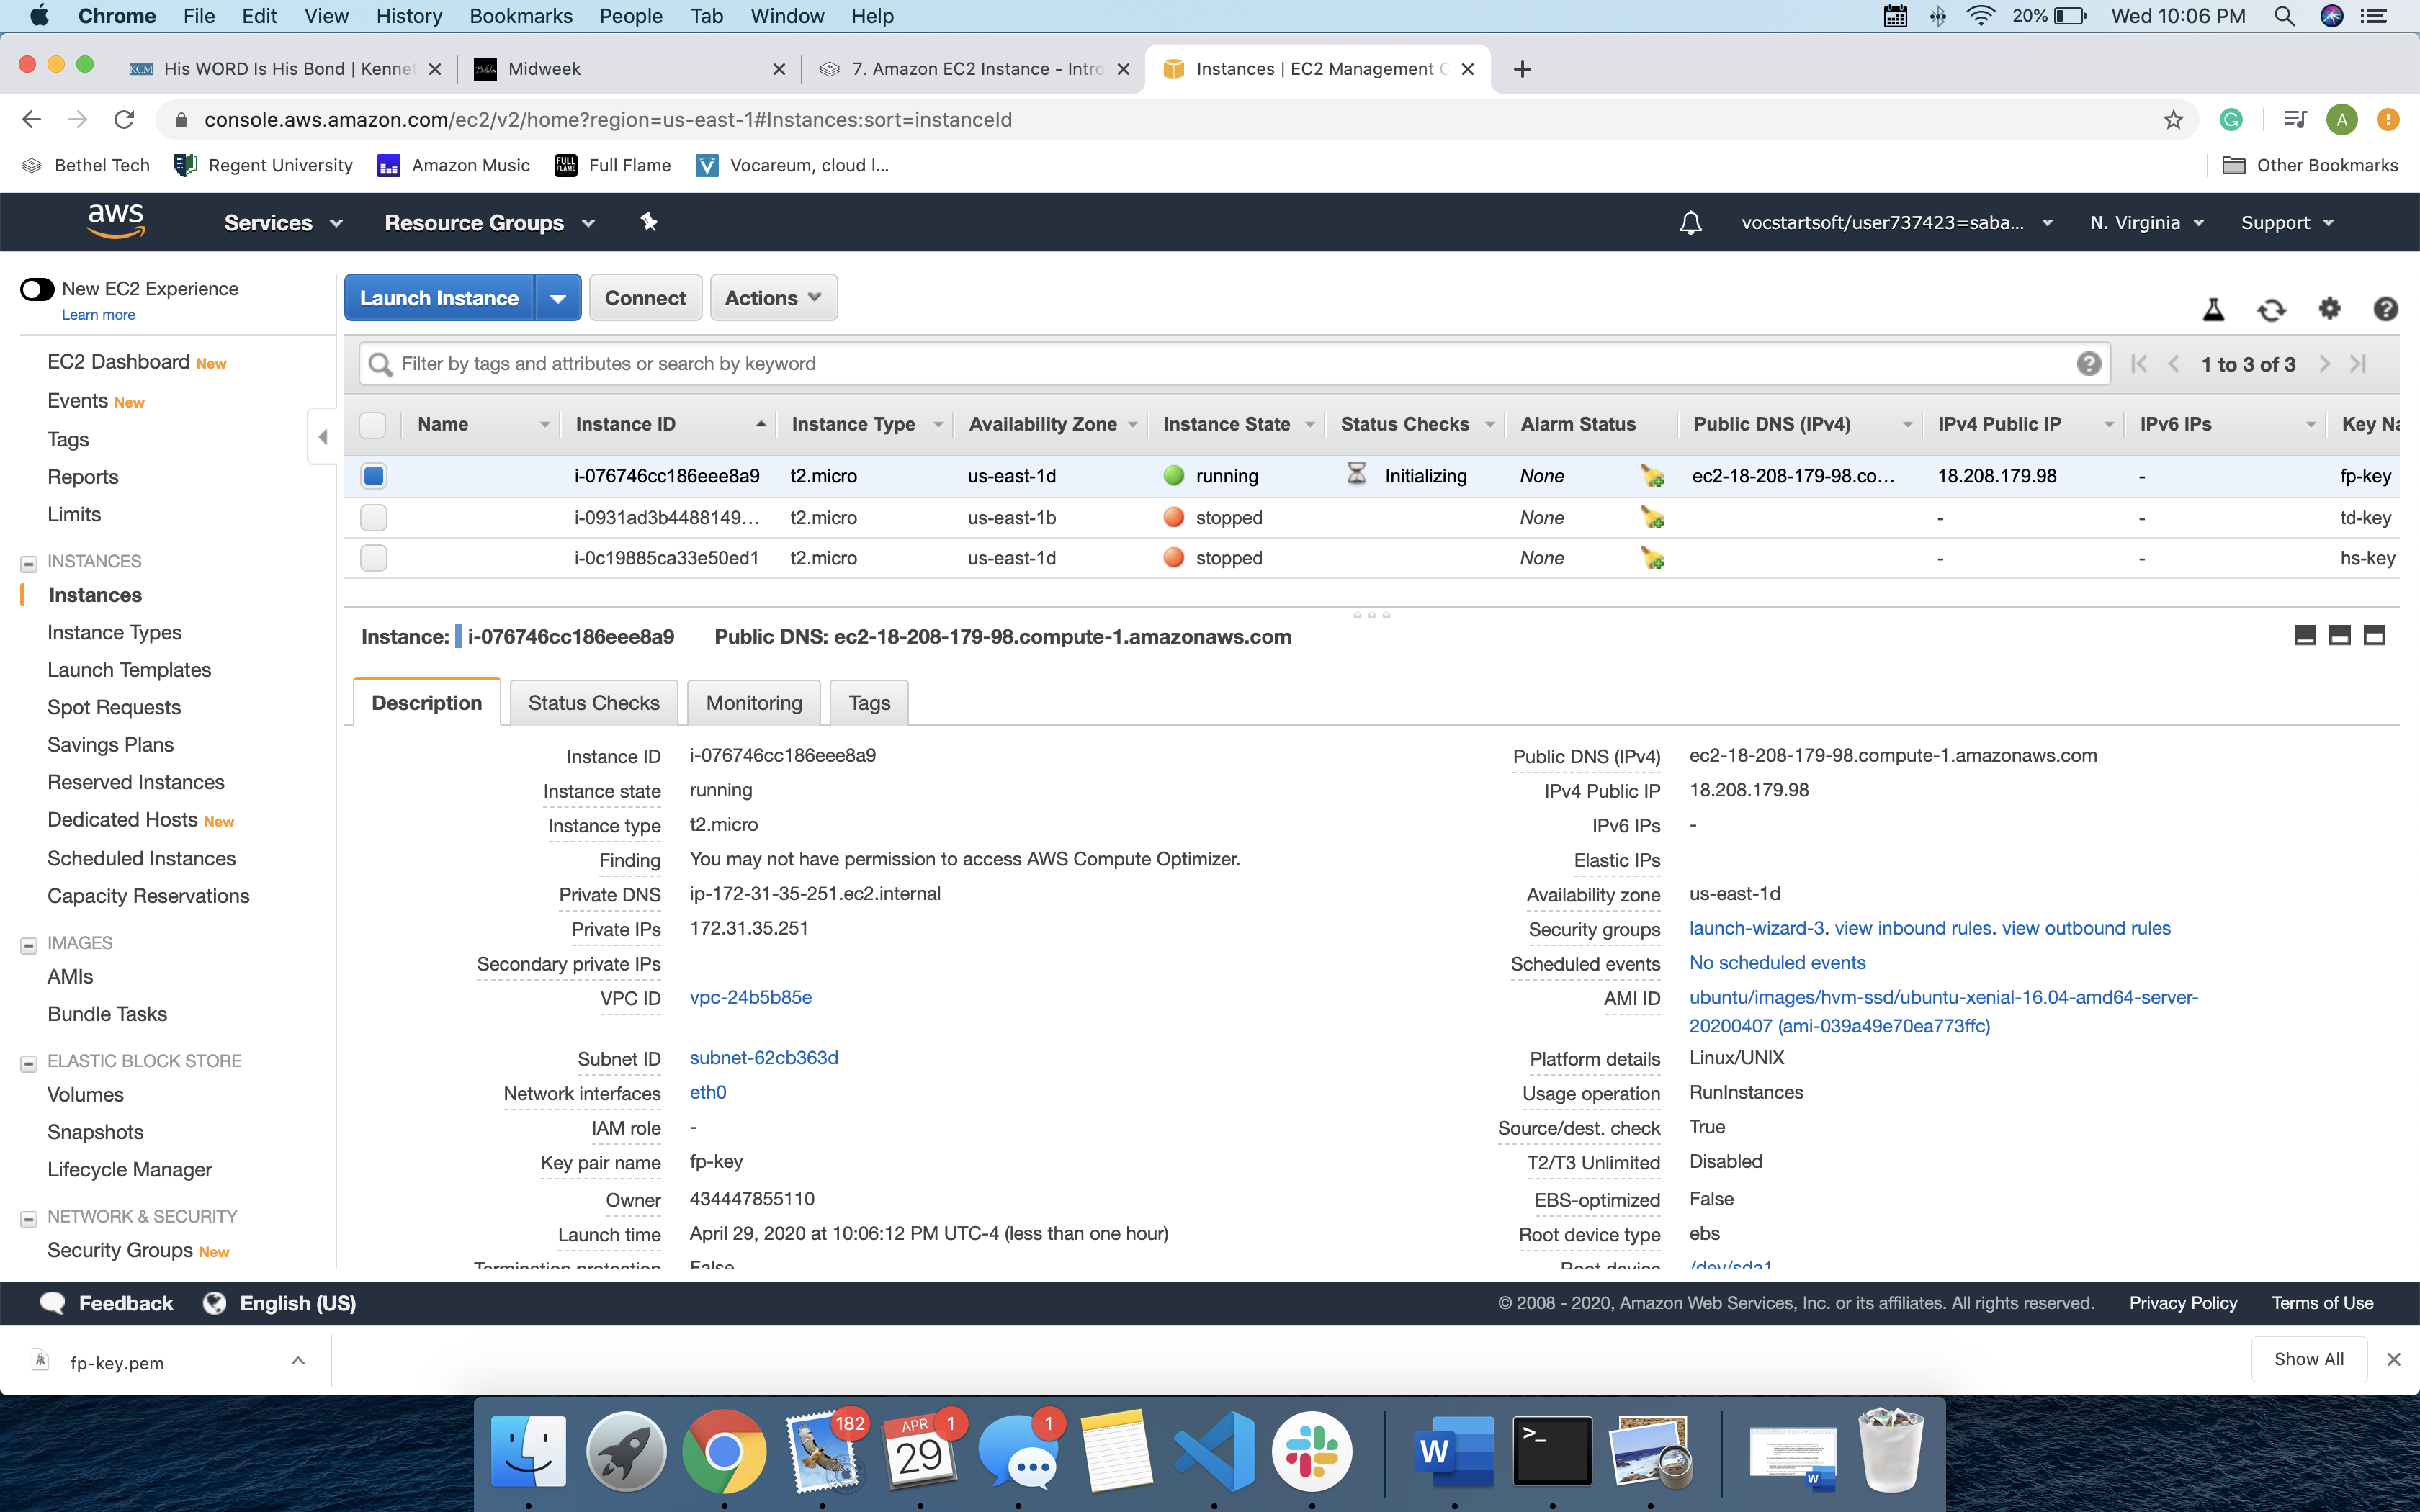 Chrome File Edit View History Bookmarks People Tab Window Help 20% Wed 10:06 PM
His WORD Is His Bond | Kennet Midweek 7. Amazon EC2 Instance - Intro Instances | EC2 Management C
console.aws.amazon.com/ec2/v2/home?region=us-east-1#Instances:sort=instanceId A
Bethel Tech Regent University Amazon Music Full Flame Vocareum, cloud l... Other Bookmarks
aws Services Resource Groups vocstartsoft/user737423=saba... N. Virginia Support
New EC2 Experience
Learn more
EC2 Dashboard New
Events New
Tags
Reports
Limits
INSTANCES
Instances
Instance Types
Launch Templates
Spot Requests
Savings Plans
Reserved Instances
Dedicated Hosts New
Scheduled Instances
Capacity Reservations
IMAGES
AMIs
Bundle Tasks
ELASTIC BLOCK STORE
Volumes
Snapshots
Lifecycle Manager
NETWORK & SECURITY
Security Groups New
Launch Instance Connect Actions
Filter by tags and attributes or search by keyword 1 to 3 of 3
Name Instance ID Instance Type Availability Zone Instance State Status Checks Alarm Status Public DNS (IPv4) IPv4 Public IP IPv6 IPs Key Na
i-076746cc186eee8a9 t2.micro us-east-1d running Initializing None ec2-18-208-179-98.co... 18.208.179.98 - fp-key
i-0931ad3b4488149... t2.micro us-east-1b stopped None - - td-key
i-0c19885ca33e50ed1 t2.micro us-east-1d stopped None - - hs-key
Instance: i-076746cc186eee8a9 Public DNS: ec2-18-208-179-98.compute-1.amazonaws.com
Description Status Checks Monitoring Tags
Instance ID i-076746cc186eee8a9
Instance state running
Instance type t2.micro
Finding You may not have permission to access AWS Compute Optimizer.
Private DNS ip-172-31-35-251.ec2.internal
Private IPs 172.31.35.251
Secondary private IPs
VPC ID vpc-24b5b85e
Subnet ID subnet-62cb363d
Network interfaces eth0
IAM role -
Key pair name fp-key
Owner 434447855110
Launch time April 29, 2020 at 10:06:12 PM UTC-4 (less than one hour)
Termination protection False
Public DNS (IPv4) ec2-18-208-179-98.compute-1.amazonaws.com
IPv4 Public IP 18.208.179.98
IPv6 IPs -
Elastic IPs
Availability zone us-east-1d
Security groups launch-wizard-3. view inbound rules. view outbound rules
Scheduled events No scheduled events
AMI ID ubuntu/images/hvm-ssd/ubuntu-xenial-16.04-amd64-server-
20200407 (ami-039a49e70ea773ffc)
Platform details Linux/UNIX
Usage operation RunInstances
Source/dest. check True
T2/T3 Unlimited Disabled
EBS-optimized False
Root device type ebs
Root device /dev/sda1
Feedback English (US) © 2008 - 2020, Amazon Web Services, Inc. or its affiliates. All rights reserved. Privacy Policy Terms of Use
fp-key.pem Show All
182 APR 29 1 1 W >_ W